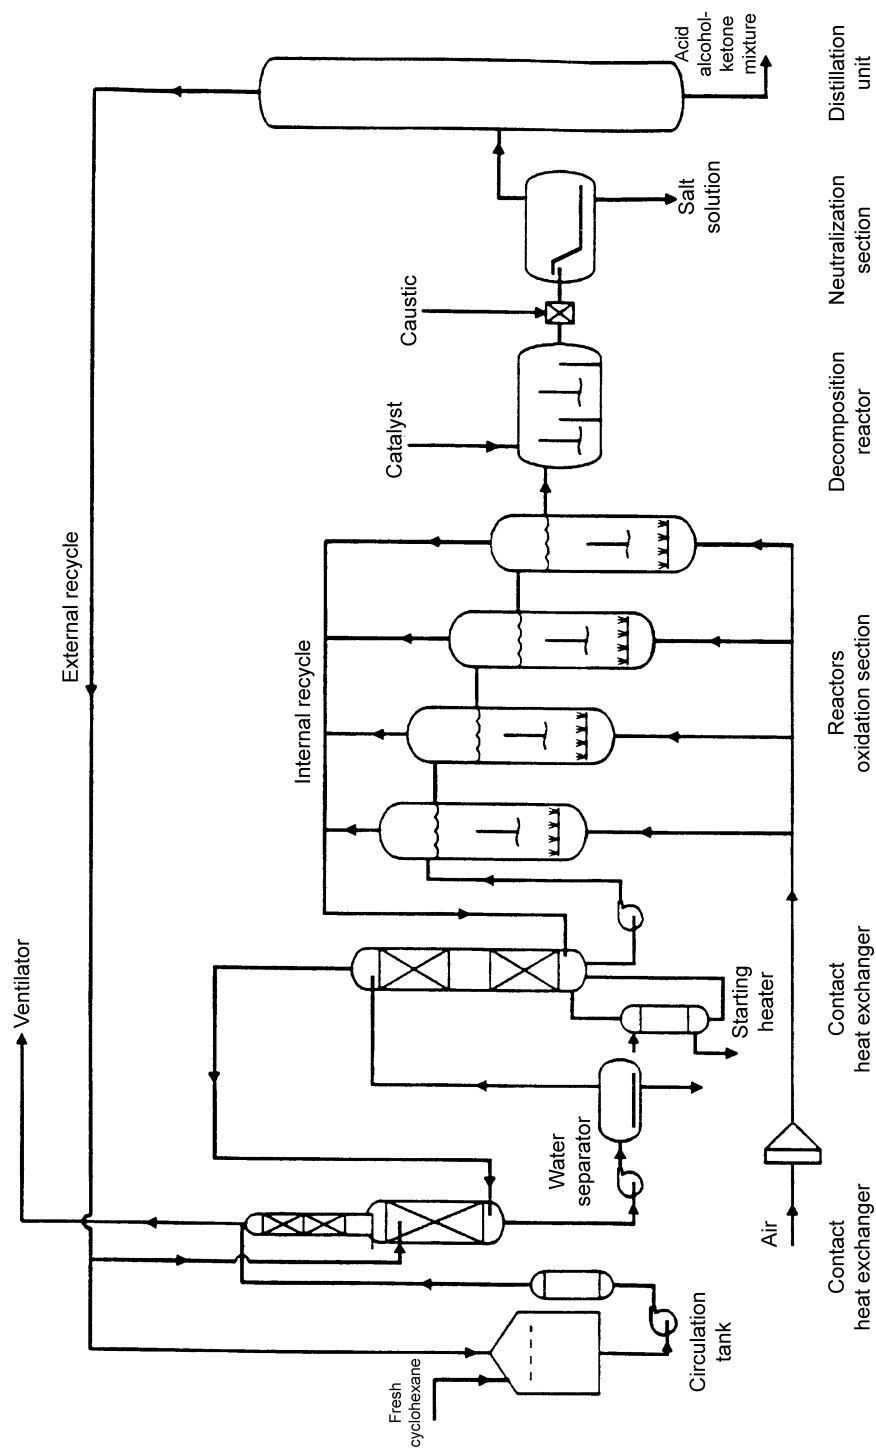 Ventilator
External recycle
Internal recycle
Fresh
cyclohexane
Circulation
tank
Water
separator
Starting
heater
Air
Catalyst
Caustic
Salt
solution
Acid
alcohol-
ketone
mixture
Contact
heat exchanger
Contact
heat exchanger
Reactors
oxidation section
Decomposition
reactor
Neutralization
section
Distillation
unit